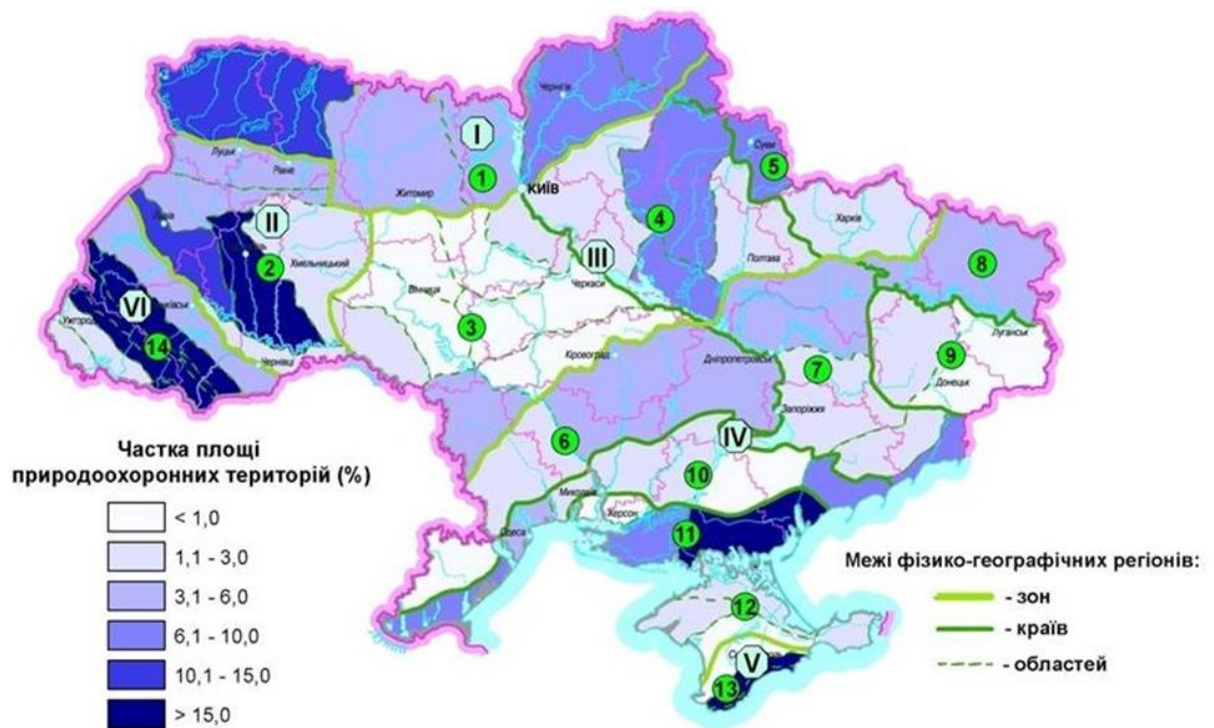 Чернігів
Суми
I
5
Луцьк
Рівне
1
КИЇВ
Житомир
Харків
4
II
Хмельницький
2
III
Полтава
8
Черкаси
VI
Вінниця
Ужгород
3
Луганськ
14
Чернівці
Кіровоград
Дніпропетровськ
7
9
Донецьк
Запоріжжя
6
IV
10
Миколаїв
Херсон
Одеса
11
Частка площі
природоохоронних територій (%)
< 1,0
1,1 - 3,0
3,1 - 6,0
6,1 - 10,0
10,1 - 15,0
> 15,0
12
V
13
Межі фізико-географічних регіонів:
- зон
- країв
- областей